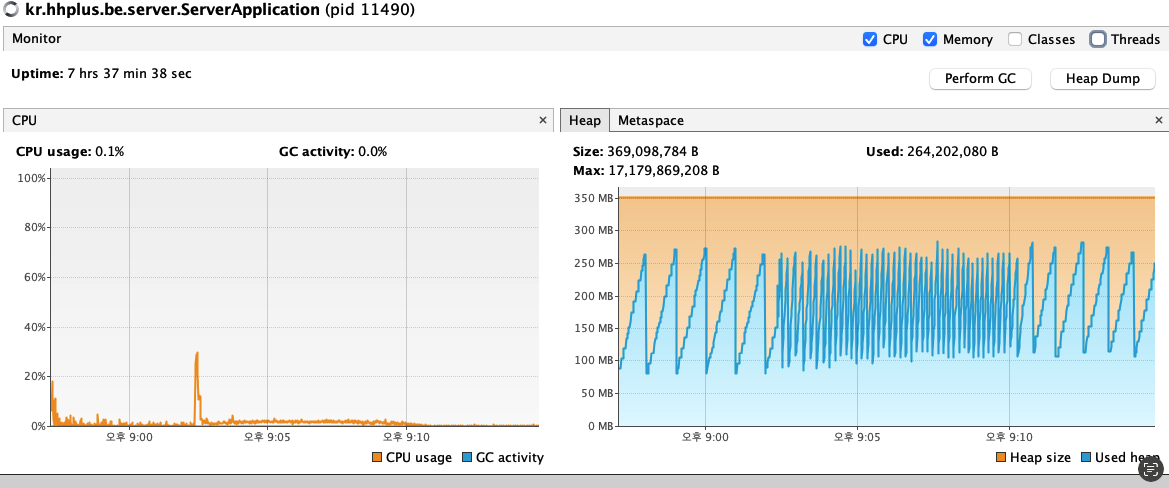 kr.hhplus.be.server.ServerApplication (pid 11490)
Monitor
CPU Memory Classes Threads
Uptime: 7 hrs 37 min 38 sec
Perform GC Heap Dump
CPU ×
CPU usage: 0.1% GC activity: 0.0%
100%
80%
60%
40%
20%
0%
오후 9:00 오후 9:05 오후 9:10
CPU usage GC activity
Heap Metaspace ×
Size: 369,098,784 B Used: 264,202,080 B
Max: 17,179,869,208 B
350 MB
300 MB
250 MB
200 MB
150 MB
100 MB
50 MB
0 MB
오후 9:00 오후 9:05 오후 9:10
Heap size Used heap